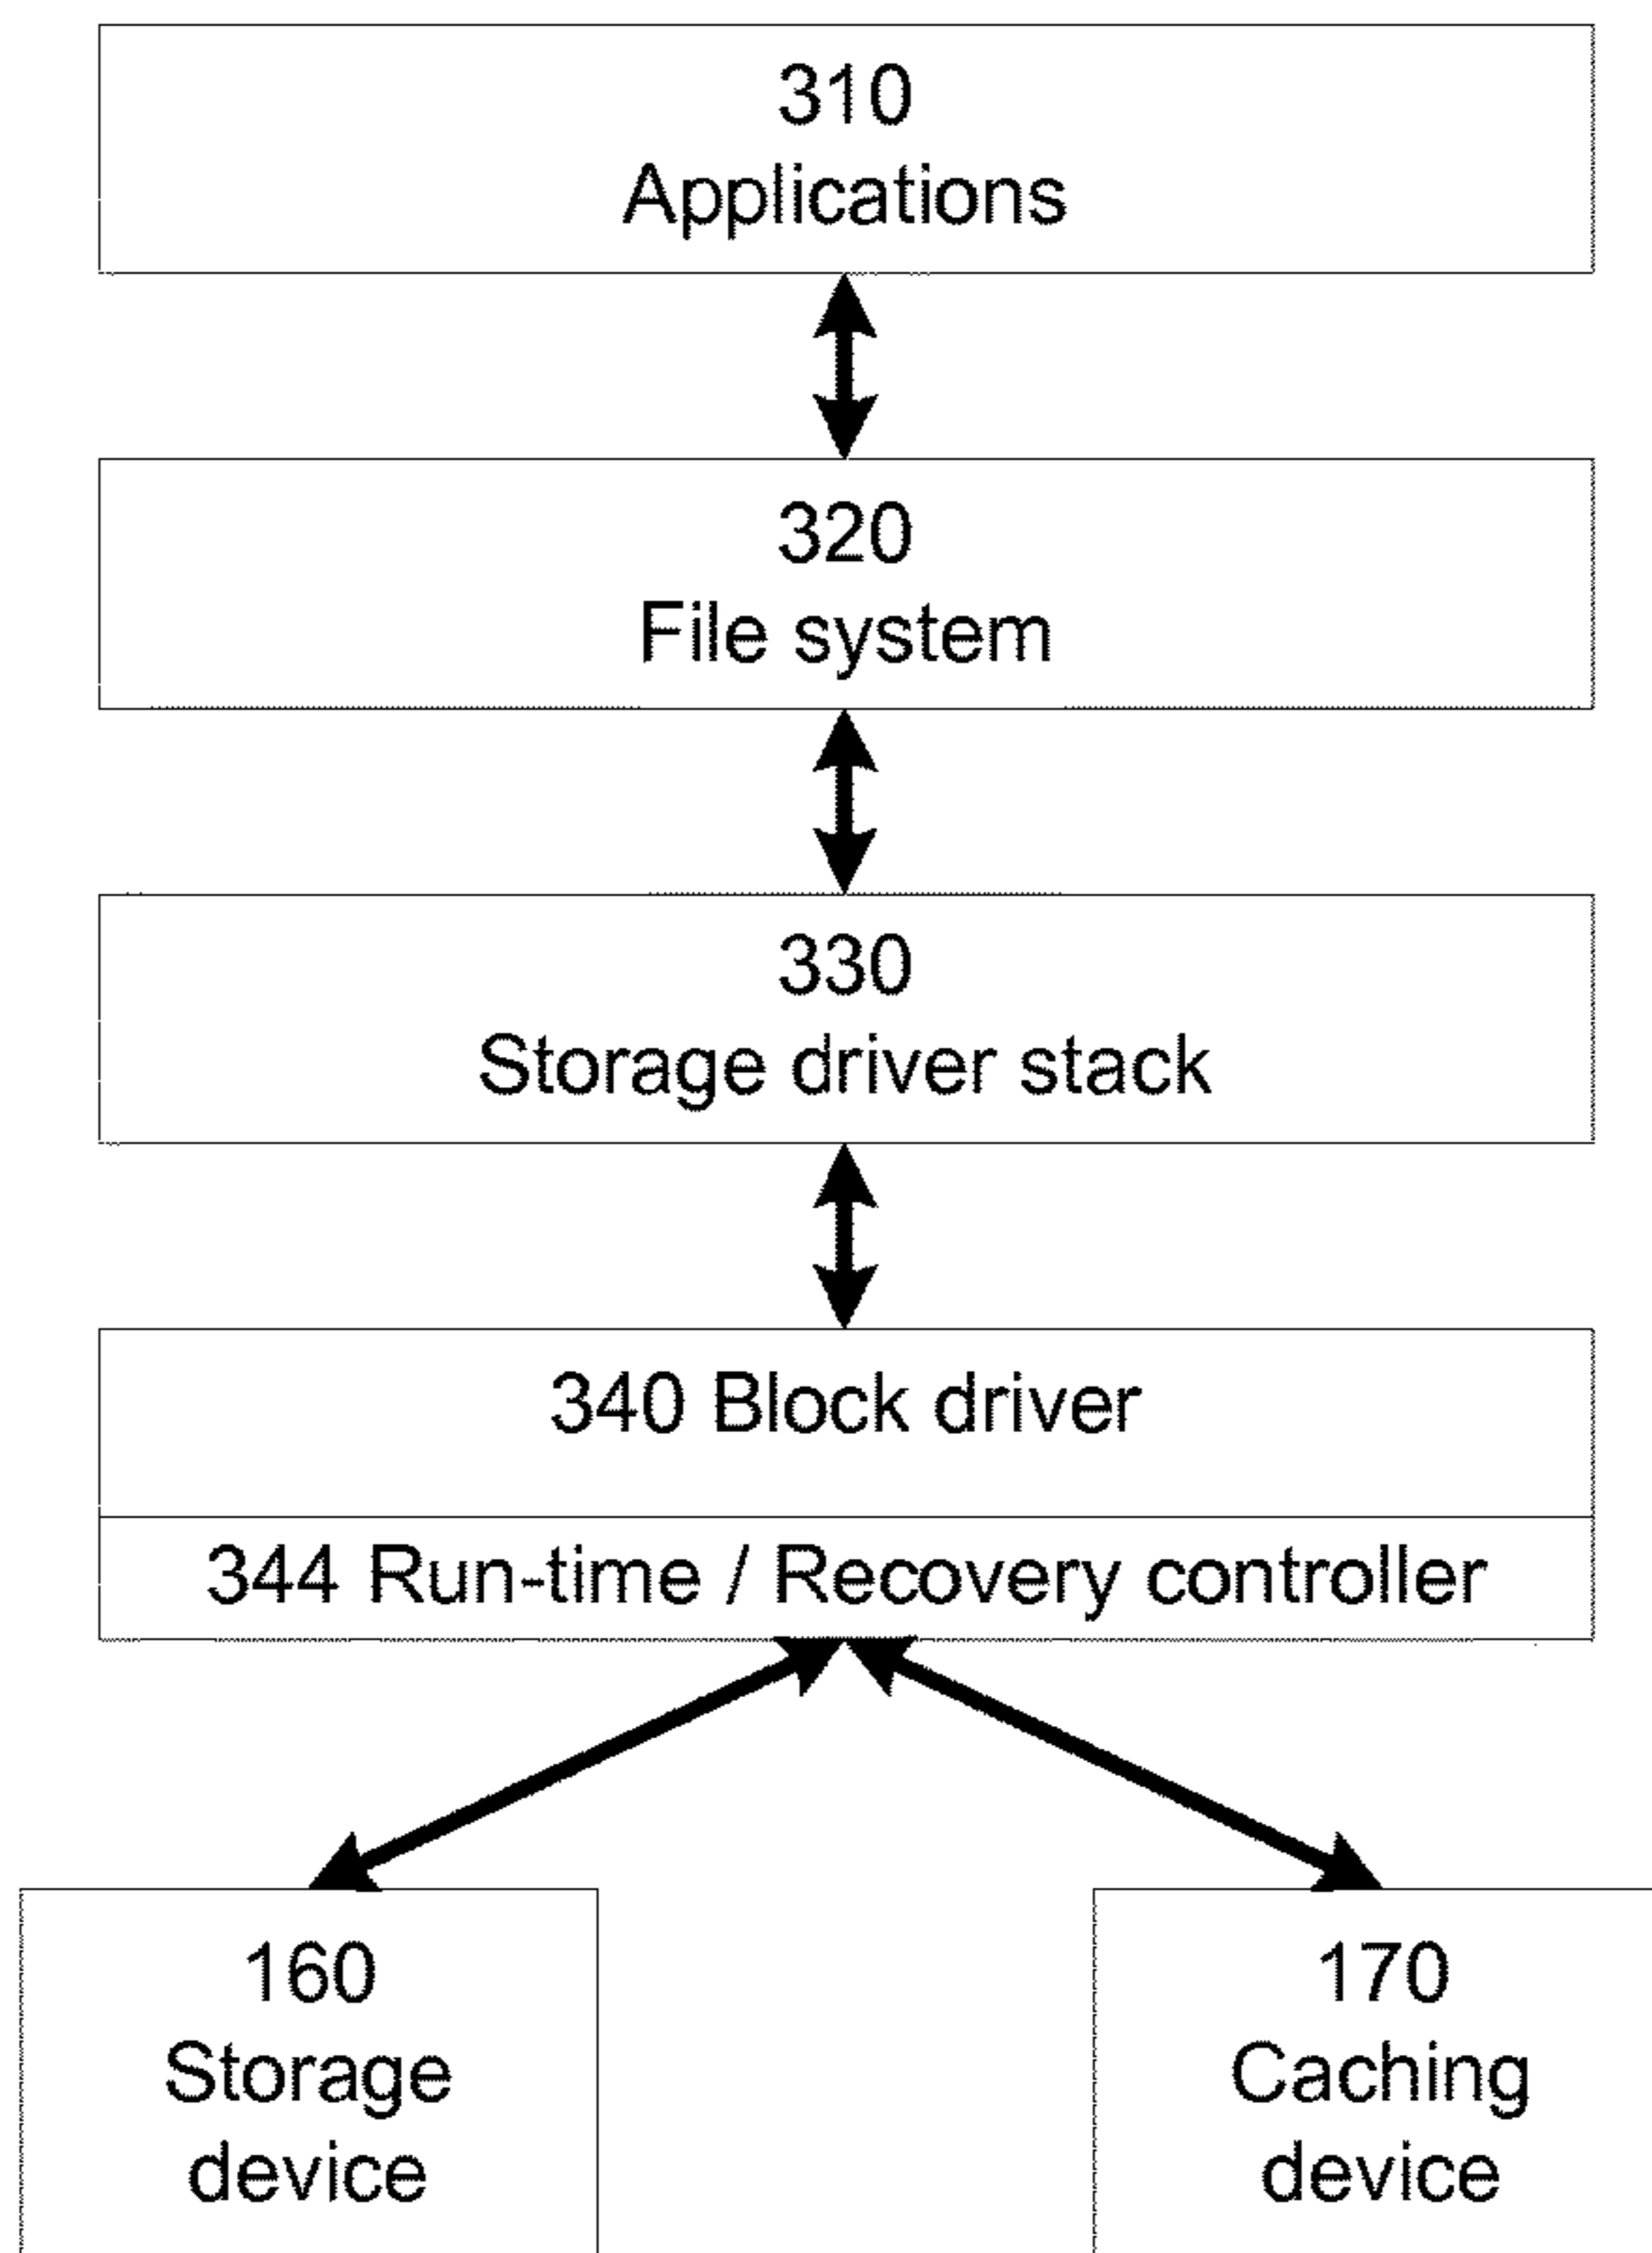 310
Applications
320
File system
330
Storage driver stack
340 Block driver
344 Run-time / Recovery controller
160
Storage
device
170
Caching
device